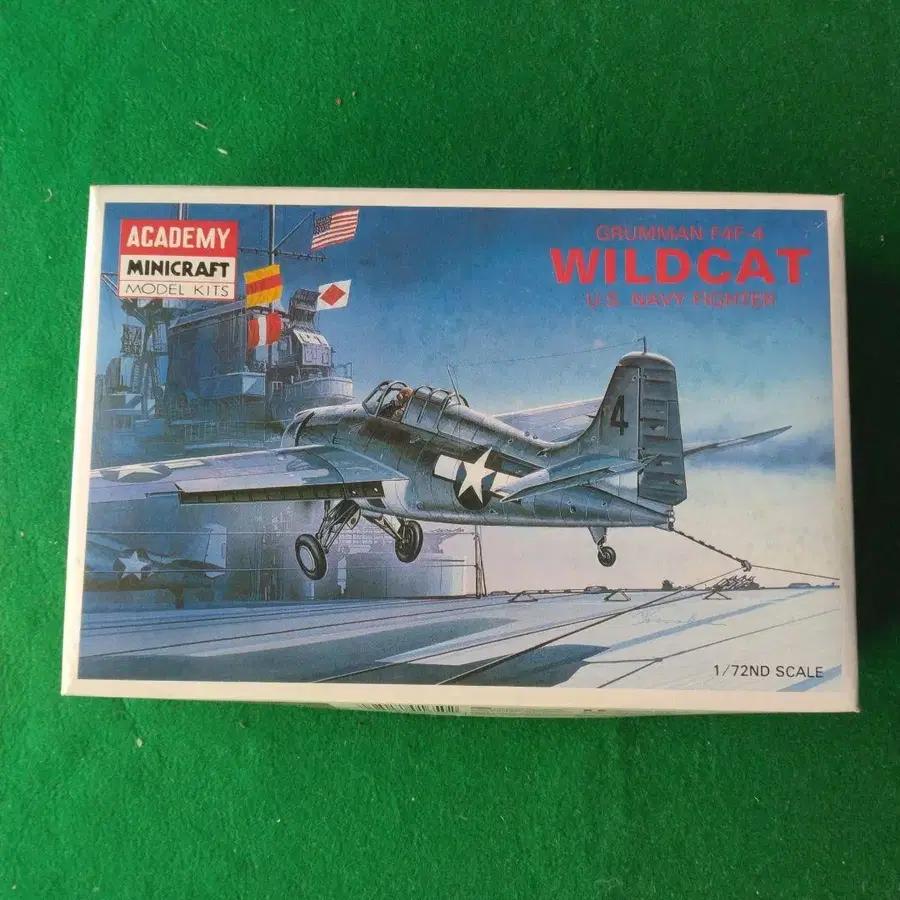 ACADEMY
MINICRAFT
MODEL KITS
GRUMMAN F4F-4
WILDCAT
U.S. NAVY FIGHTER
4
1/72ND SCALE